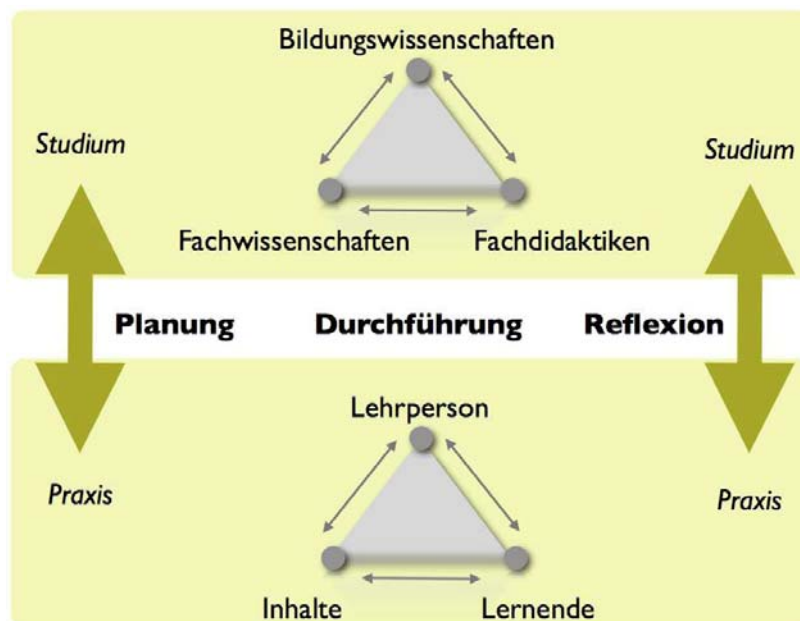 Bildungswissenschaften
Studium
Studium
Fachwissenschaften Fachdidaktiken
Planung Durchführung Reflexion
Lehrperson
Praxis
Praxis
Inhalte Lernende